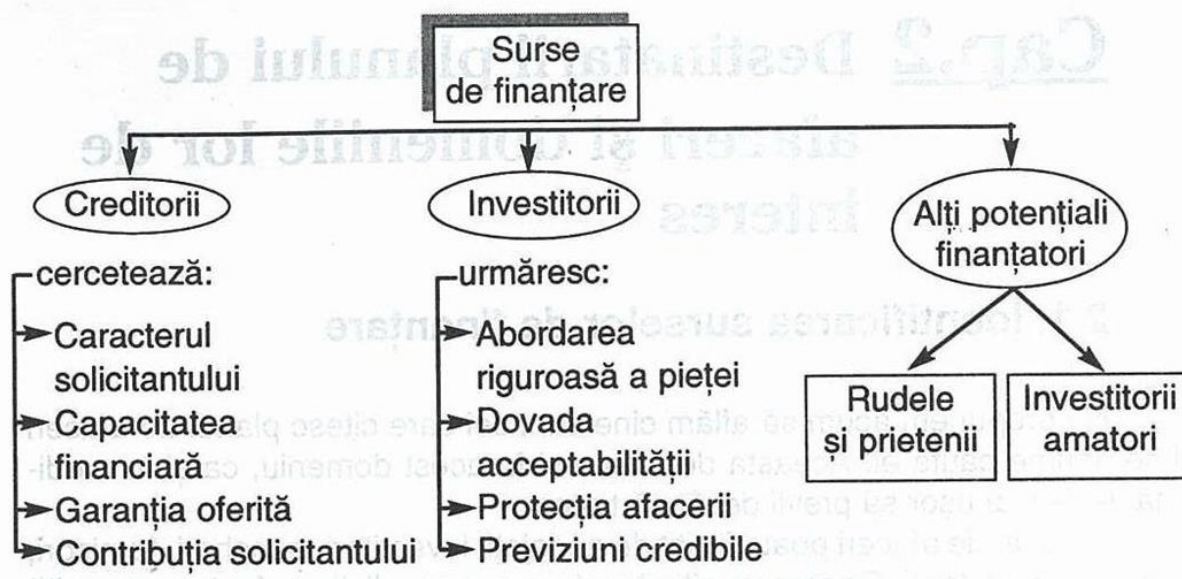 Surse
de finanțare
Creditorii
cercetează:
Caracterul
solicitantului
Capacitatea
financiară
Garanția oferită
Contribuția solicitantului
Investitorii
urmăresc:
Abordarea
riguroasă a pieței
Dovada
acceptabilității
Protecția afacerii
Previziuni credibile
Alți potențiali
finanțatori
Rudele
și prietenii
Investitorii
amatori
Cap.2 Destinatarii planului de
afaceri și domeniile lor de
interes
2.1. Identificarea surselor de finanțare